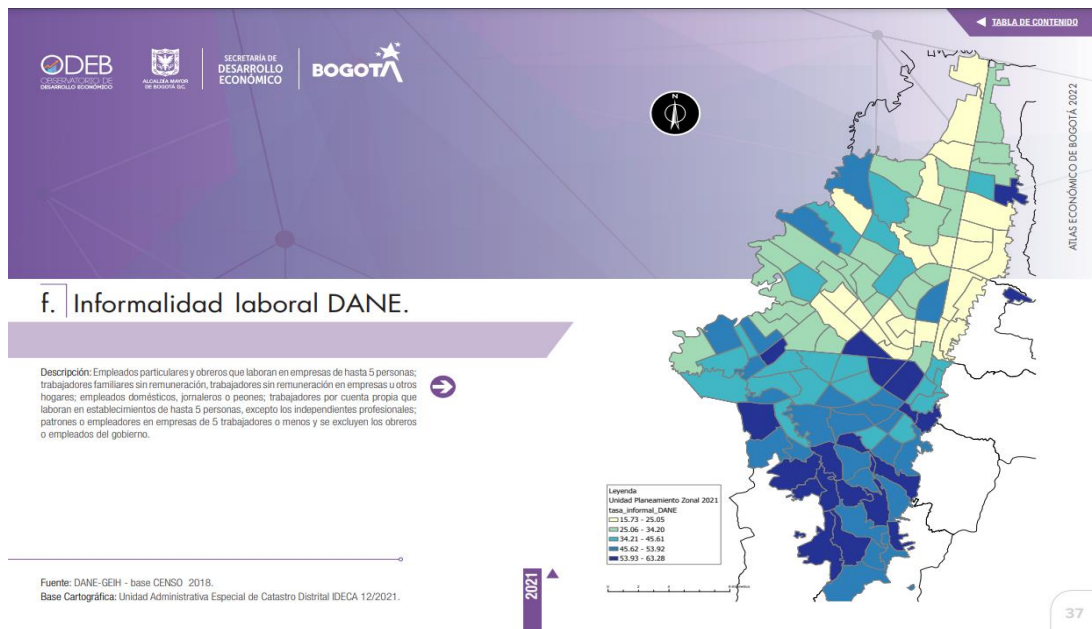 TABLA DE CONTENIDO
ODEB
OBSERVATORIO DE
DESARROLLO ECONÓMICO
ALCALDÍA MAYOR
DE BOGOTÁ D.C.
SECRETARÍA DE
DESARROLLO
ECONÓMICO
BOGOTÁ
N
ATLAS ECONÓMICO DE BOGOTÁ 2022
f. Informalidad laboral DANE.
Descripción: Empleados particulares y obreros que laboran en empresas de hasta 5 personas;
trabajadores familiares sin remuneración, trabajadores sin remuneración en empresas u otros
hogares; empleados domésticos, jornaleros o peones; trabajadores por cuenta propia que
laboran en establecimientos de hasta 5 personas, excepto los independientes profesionales;
patrones o empleadores en empresas de 5 trabajadores o menos y se excluyen los obreros
o empleados del gobierno.
Leyenda
Unidad Planeamiento Zonal 2021
tasa_informal_DANE
15.73 - 25.05
25.06 - 34.20
34.21 - 45.61
45.62 - 53.92
53.93 - 63.28
Fuente: DANE-GEIH - base CENSO 2018.
Base Cartográfica: Unidad Administrativa Especial de Catastro Distrital IDECA 12/2021.
2021
37